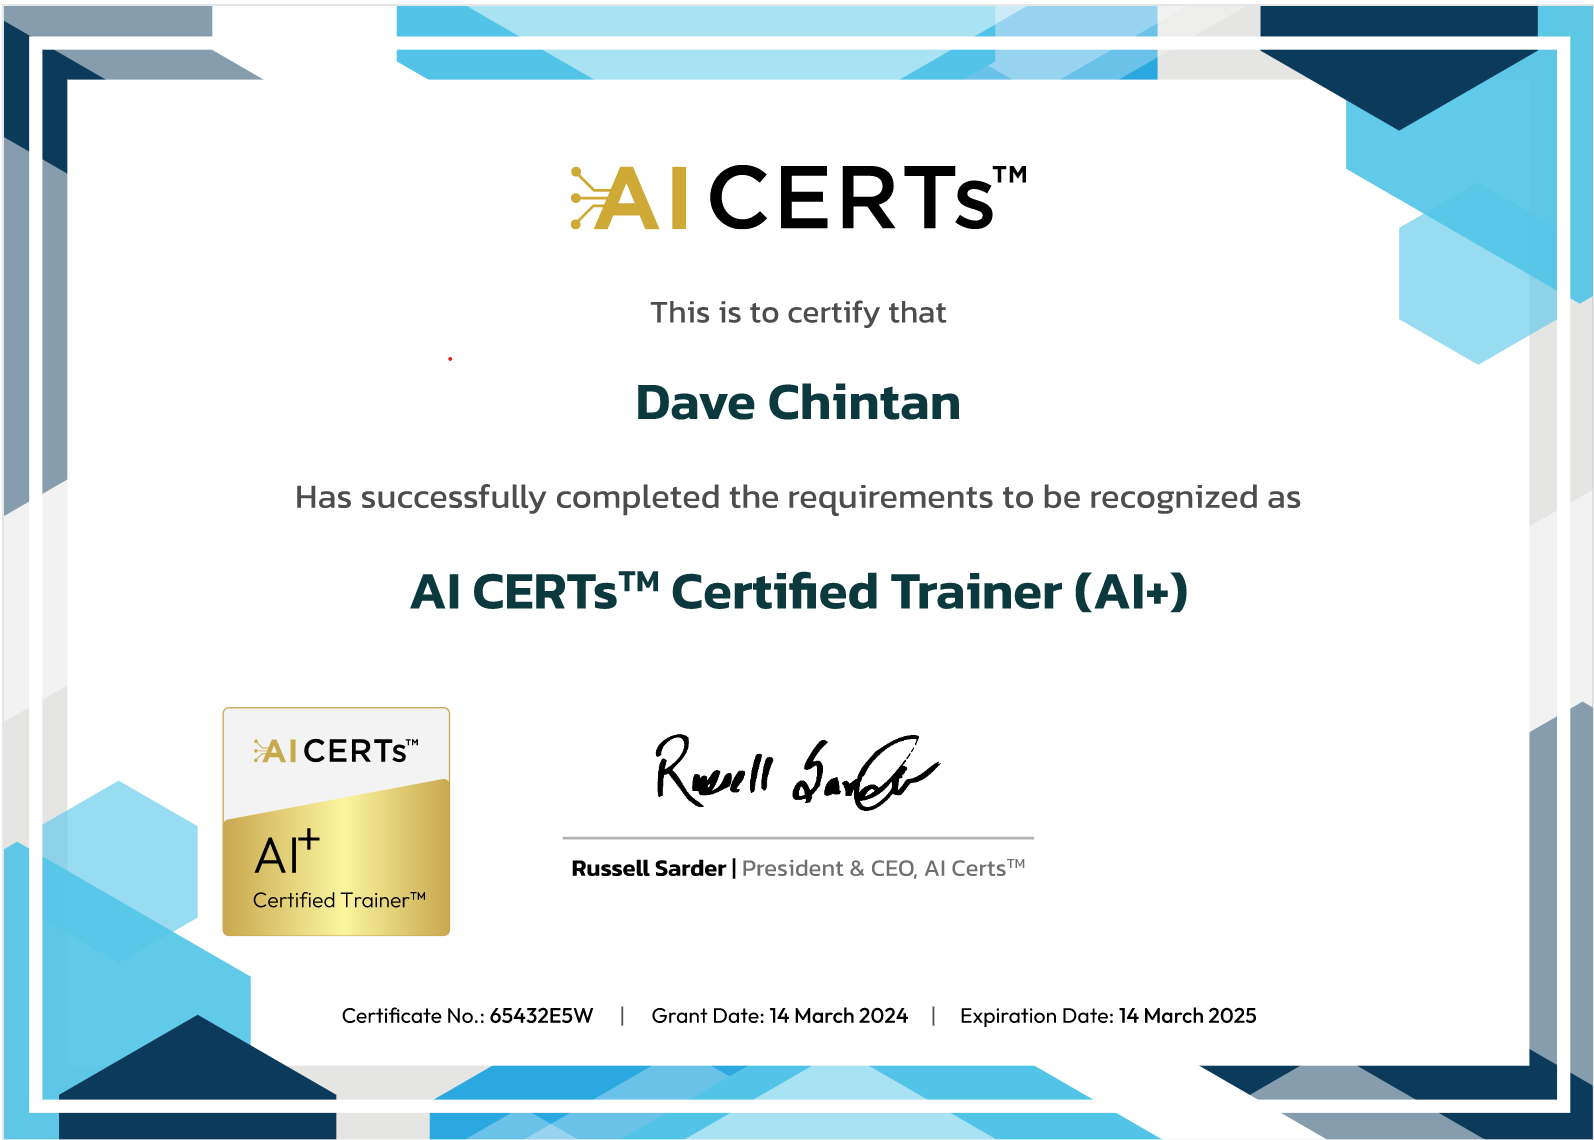 AI CERTs™
This is to certify that
Dave Chintan
Has successfully completed the requirements to be recognized as
AI CERTs™ Certified Trainer (AI+)
AI CERTs™
AI+
Certified Trainer™
Russell Sarder
Russell Sarder | President & CEO, AI Certs™
Certificate No.: 65432E5W | Grant Date: 14 March 2024 | Expiration Date: 14 March 2025